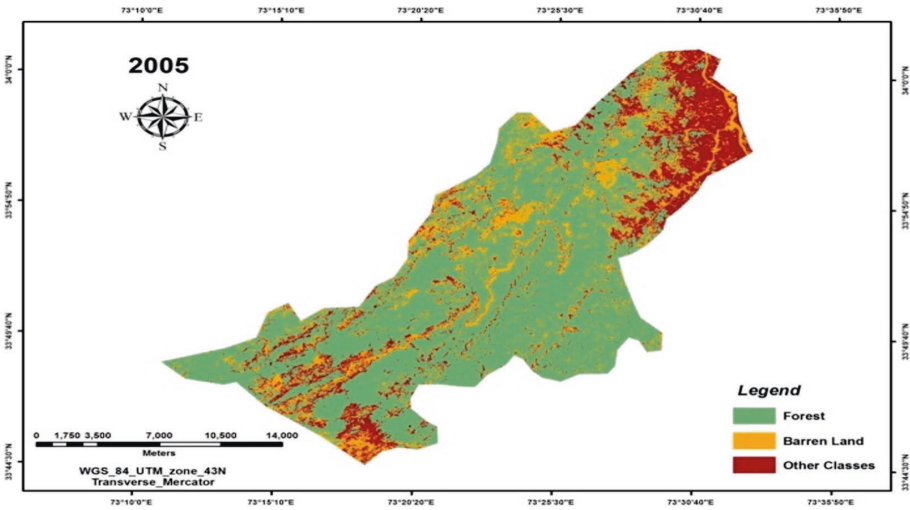 73°10'0"E 73°15'10"E 73°20'20"E 73°25'30"E 73°30'40"E 73°35'50"E
2005
N
W E
S
34°0'0"N
34°0'0"N
33°54'50"N
33°54'50"N
33°49'40"N
33°49'40"N
33°44'30"N
33°44'30"N
Legend
Forest
Barren Land
Other Classes
0 1,750 3,500 7,000 10,500 14,000
Meters
WGS_84_UTM_zone_43N
Transverse_Mercator
73°10'0"E 73°15'10"E 73°20'20"E 73°25'30"E 73°30'40"E 73°35'50"E